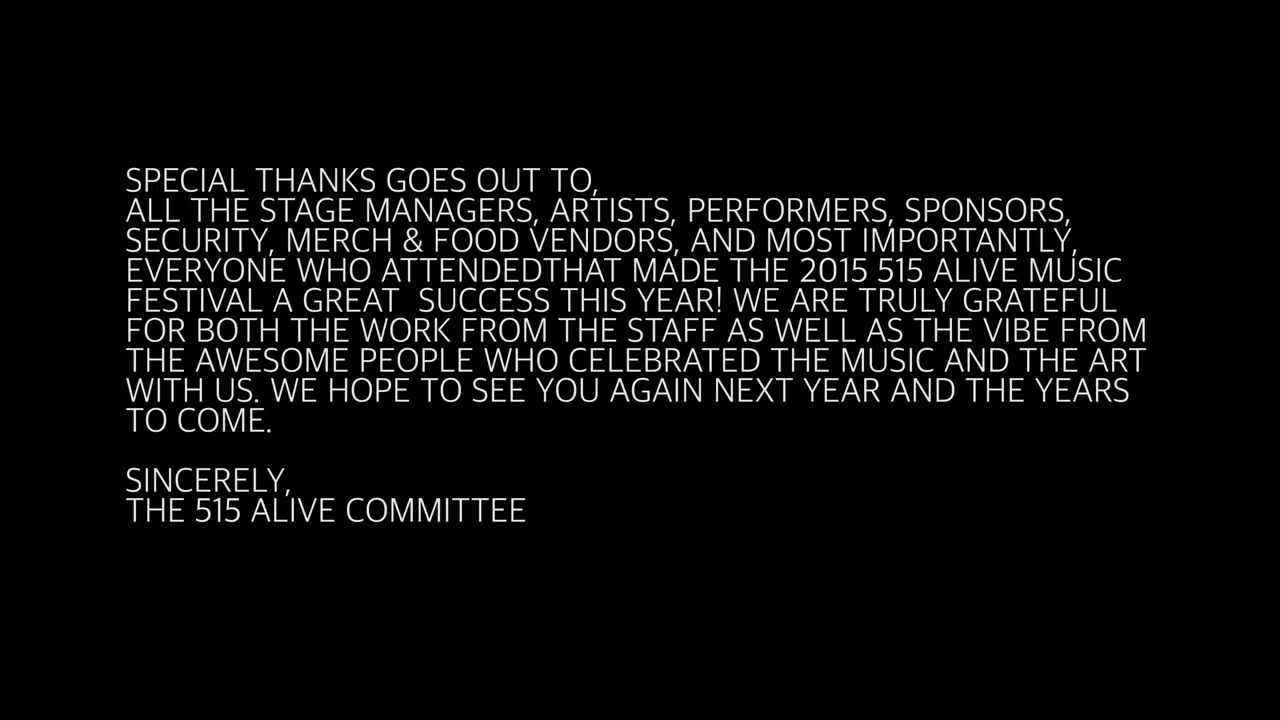 SPECIAL THANKS GOES OUT TO,
ALL THE STAGE MANAGERS, ARTISTS, PERFORMERS, SPONSORS,
SECURITY, MERCH & FOOD VENDORS, AND MOST IMPORTANTLY,
EVERYONE WHO ATTENDEDTHAT MADE THE 2015 515 ALIVE MUSIC
FESTIVAL A GREAT  SUCCESS THIS YEAR! WE ARE TRULY GRATEFUL
FOR BOTH THE WORK FROM THE STAFF AS WELL AS THE VIBE FROM
THE AWESOME PEOPLE WHO CELEBRATED THE MUSIC AND THE ART
WITH US. WE HOPE TO SEE YOU AGAIN NEXT YEAR AND THE YEARS
TO COME.
SINCERELY,
THE 515 ALIVE COMMITTEE